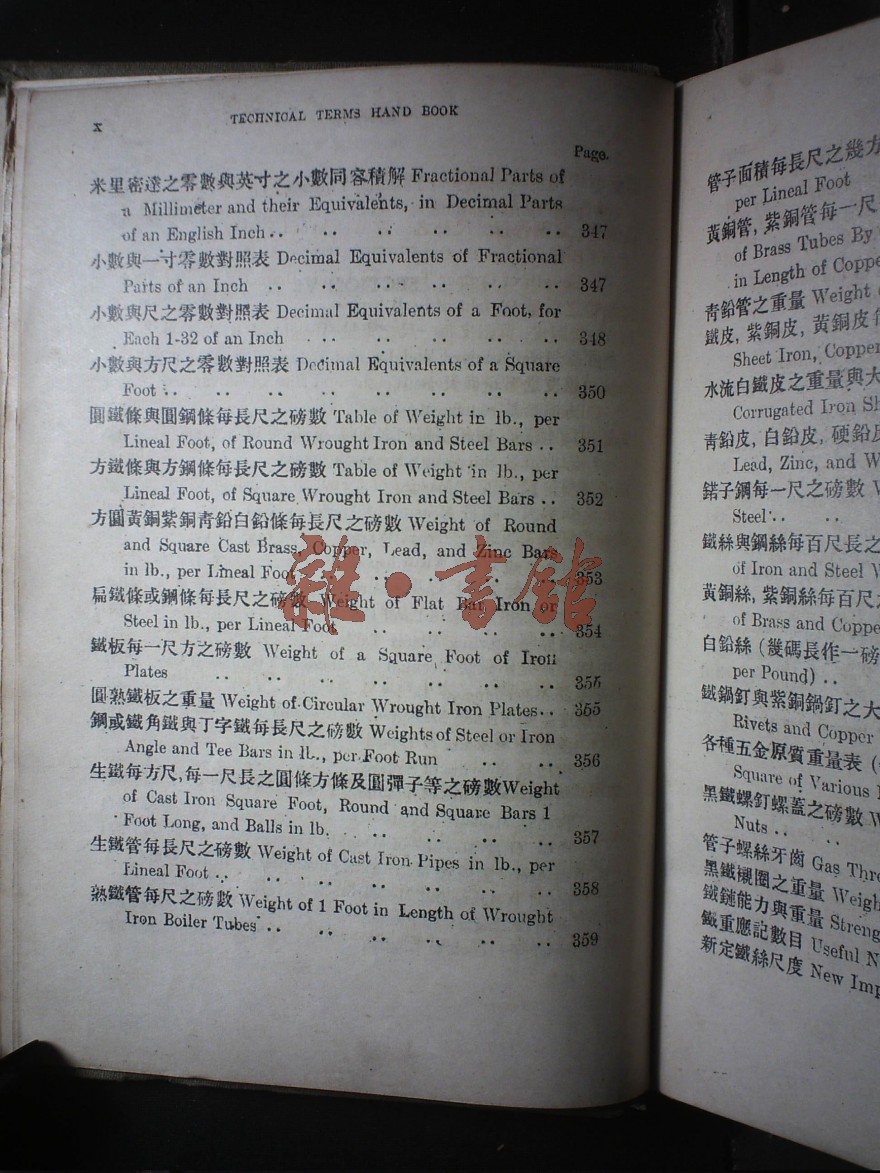 x
TECHNICAL TERMS HAND BOOK
Page.
米里密達之零數與英寸之小數同容積解 Fractional Parts of
a Millimeter and their Equivalents, in Decimal Parts
of an English Inch .. .. .. .. .. .. 347
小數與一寸零數對照表 Decimal Equivalents of Fractional
Parts of an Inch .. .. .. .. .. .. 347
小數與尺之零數對照表 Decimal Equivalents of a Foot, for
Each 1-32 of an Inch .. .. .. .. .. 348
小數與方尺之零數對照表 Decimal Equivalents of a Square
Foot .. .. .. .. .. .. .. .. 350
圓鐵條與圓鋼條每長尺之磅數 Table of Weight in lb., per
Lineal Foot, of Round Wrought Iron and Steel Bars .. 351
方鐵條與方鋼條每長尺之磅數 Table of Weight in lb., per
Lineal Foot, of Square Wrought Iron and Steel Bars .. 352
方圓黃銅紫銅靑鉛白鉛條每長尺之磅數 Weight of Round
and Square Cast Brass, Copper, Lead, and Zinc Bars
in lb., per Lineal Foot .. .. .. .. 353
扁鐵條或鋼條每長尺之磅數 Weight of Flat Bar Iron or
Steel in lb., per Lineal Foot .. .. .. .. 354
鐵板每一尺方之磅數 Weight of a Square Foot of Iron
Plates .. .. .. .. .. .. 355
圓熟鐵板之重量 Weight of Circular Wrought Iron Plates .. 355
鋼或鐵角鐵與丁字鐵每長尺之磅數 Weights of Steel or Iron
Angle and Tee Bars in lb., per Foot Run .. .. 356
生鐵每方尺, 每一尺長之圓條方條及圓彈子等之磅數 Weight
of Cast Iron Square Foot, Round and Square Bars 1
Foot Long, and Balls in lb. .. .. .. .. 357
生鐵管每長尺之磅數 Weight of Cast Iron Pipes in lb., per
Lineal Foot .. .. .. .. .. .. .. 358
熟鐵管每尺之磅數 Weight of 1 Foot in Length of Wrought
Iron Boiler Tubes .. .. .. .. .. .. 359
雜·書館
管子面積每長尺之幾方
per Lineal Foot
黃銅管, 紫銅管每一尺
of Brass Tubes By
in Length of Coppe
靑鉛管之重量 Weight
鐵皮, 紫銅皮, 黃銅皮每
Sheet Iron, Copper
水流白鐵皮之重量與大
Corrugated Iron Sh
靑鉛皮, 白鉛皮, 硬鉛皮
Lead, Zinc, and W
鍩子鋼每一尺之磅數 W
Steel .. ..
鐵絲與鋼絲每百尺長之
of Iron and Steel W
黃銅絲, 紫銅絲每百尺
of Brass and Coppe
白鉛絲 (幾碼長作一磅
per Pound) ..
鐵鍋釘與紫銅鍋釘之大
Rivets and Copper
各種五金原質重量表 (
Square of Various
黑鐵螺釘螺蓋之磅數 W
Nuts ..
管子螺絲牙齒 Gas Thre
黑鐵襯圈之重量 Weigh
鐵鏈能力與重量 Streng
鐵重應記數目 Useful N
新定鐵絲尺度 New Imp